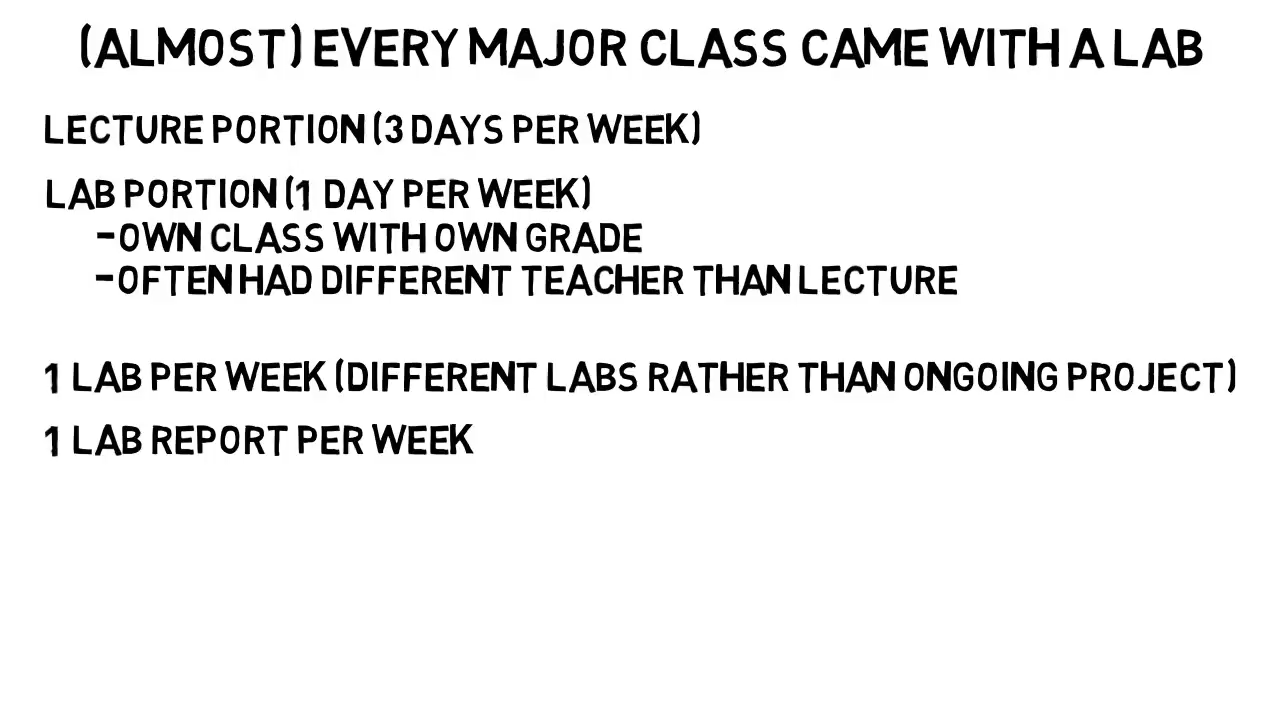 (ALMOST) EVERY MAJOR CLASS CAME WITH A LAB
LECTURE PORTION (3 DAYS PER WEEK)
LAB PORTION (1 DAY PER WEEK)
-OWN CLASS WITH OWN GRADE
-OFTEN HAD DIFFERENT TEACHER THAN LECTURE
1 LAB PER WEEK (DIFFERENT LABS RATHER THAN ONGOING PROJECT)
1 LAB REPORT PER WEEK